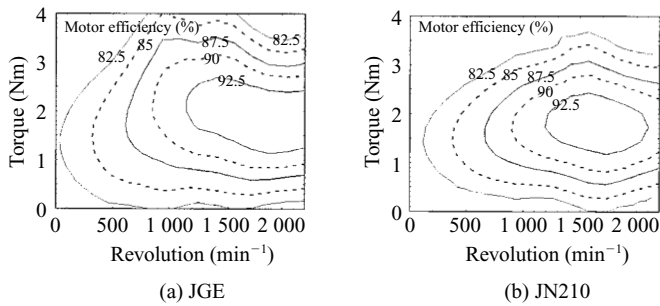 Motor efficiency (%)
82.5
85
87.5
90
92.5
82.5
Torque (Nm)
4
3
2
1
0
0 500 1 000 1 500 2 000
Revolution (min−1)
(a) JGE
Motor efficiency (%)
82.5
85
87.5
90
92.5
Torque (Nm)
4
3
2
1
0
0 500 1 000 1 500 2 000
Revolution (min−1)
(b) JN210